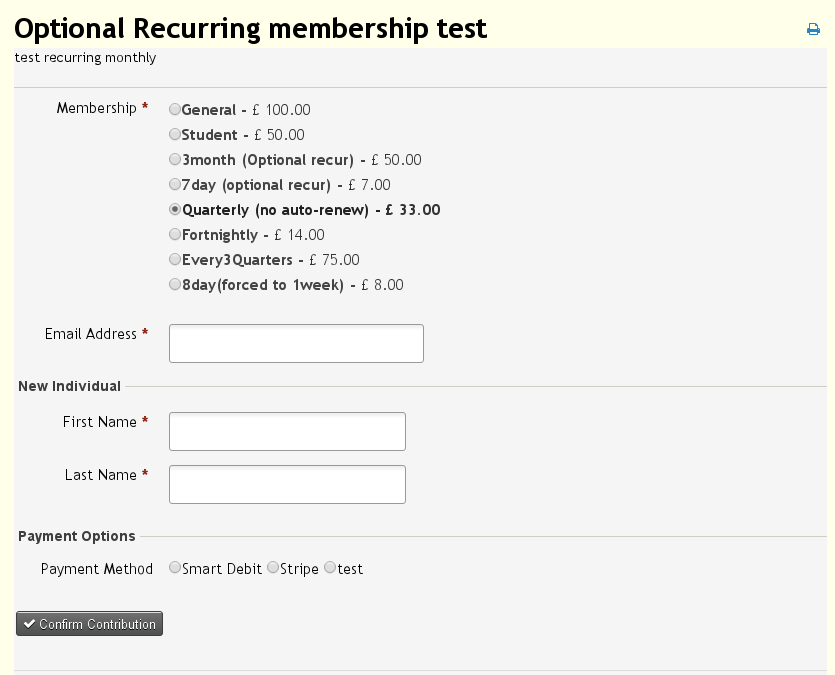 Optional Recurring membership test
test recurring monthly
Membership *
General - £ 100.00
Student - £ 50.00
3month (Optional recur) - £ 50.00
7day (optional recur) - £ 7.00
Quarterly (no auto-renew) - £ 33.00
Fortnightly - £ 14.00
Every3Quarters - £ 75.00
8day(forced to 1week) - £ 8.00
Email Address *
New Individual
First Name *
Last Name *
Payment Options
Payment Method Smart Debit Stripe test
Confirm Contribution